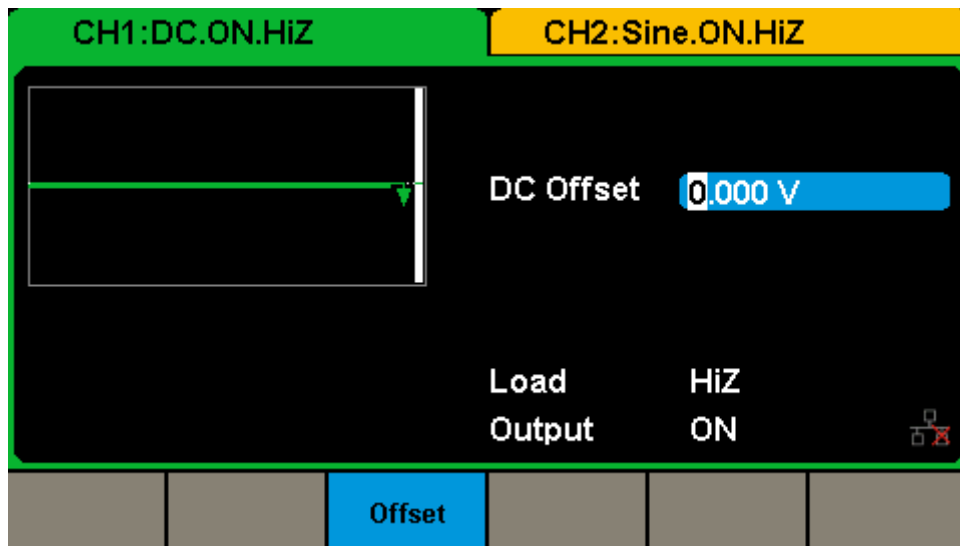 CH1:DC.ON.HiZ
CH2:Sine.ON.HiZ
DC Offset 0.000 V
Load HiZ
Output ON
Offset